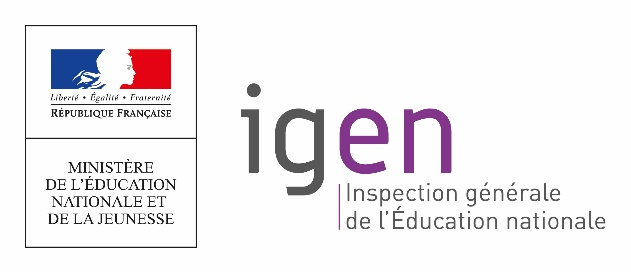 Liberté • Égalité • Fraternité
RÉPUBLIQUE FRANÇAISE
MINISTÈRE
DE L'ÉDUCATION
NATIONALE ET
DE LA JEUNESSE
igen
Inspection générale
de l'Éducation nationale